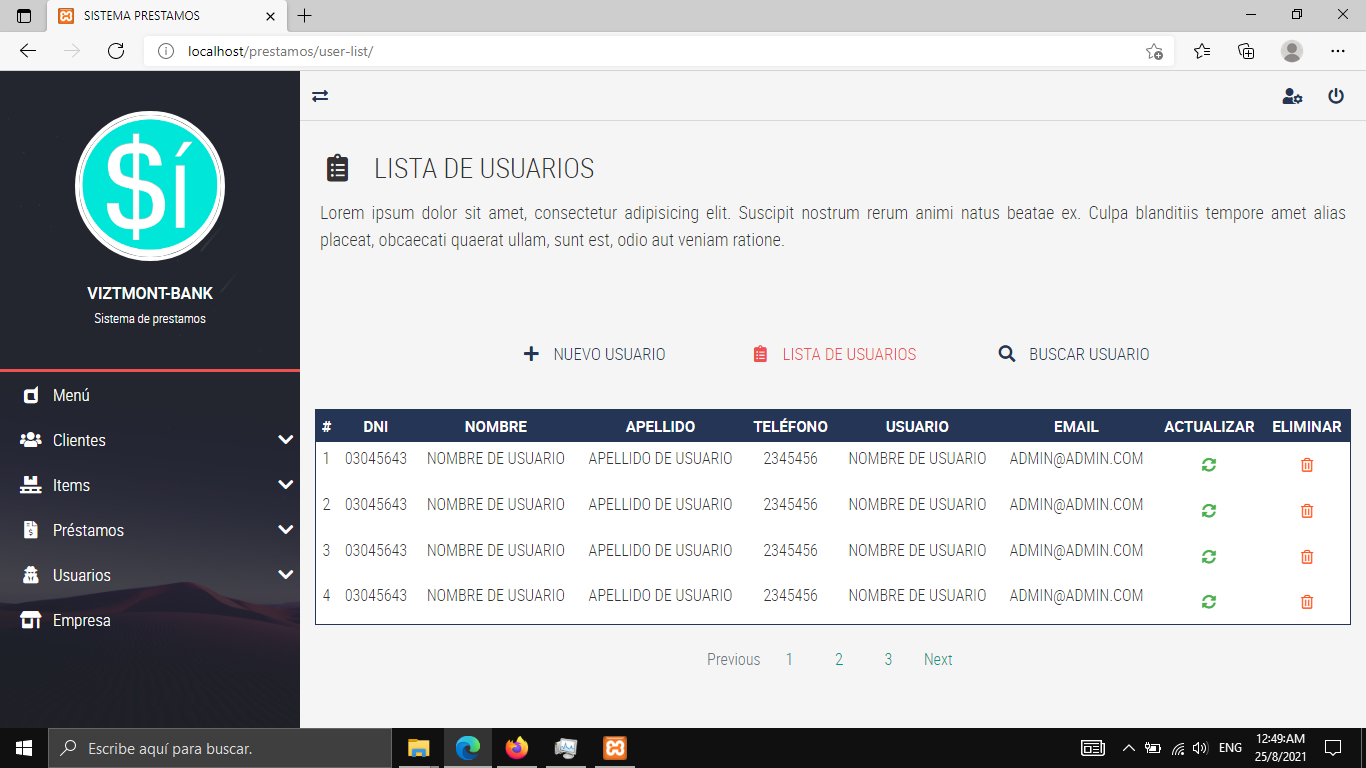 SISTEMA PRESTAMOS
localhost/prestamos/user-list/
$í
VIZTMONT-BANK
Sistema de prestamos
Menú
Clientes
Items
Préstamos
Usuarios
Empresa
LISTA DE USUARIOS
Lorem ipsum dolor sit amet, consectetur adipisicing elit. Suscipit nostrum rerum animi natus beatae ex. Culpa blanditiis tempore amet alias
placeat, obcaecati quaerat ullam, sunt est, odio aut veniam ratione.
NUEVO USUARIO LISTA DE USUARIOS BUSCAR USUARIO
# DNI NOMBRE APELLIDO TELÉFONO USUARIO EMAIL ACTUALIZAR ELIMINAR
1 03045643 NOMBRE DE USUARIO APELLIDO DE USUARIO 2345456 NOMBRE DE USUARIO ADMIN@ADMIN.COM
2 03045643 NOMBRE DE USUARIO APELLIDO DE USUARIO 2345456 NOMBRE DE USUARIO ADMIN@ADMIN.COM
3 03045643 NOMBRE DE USUARIO APELLIDO DE USUARIO 2345456 NOMBRE DE USUARIO ADMIN@ADMIN.COM
4 03045643 NOMBRE DE USUARIO APELLIDO DE USUARIO 2345456 NOMBRE DE USUARIO ADMIN@ADMIN.COM
Previous 1 2 3 Next
Escribe aquí para buscar.
ENG
12:49AM
25/8/2021